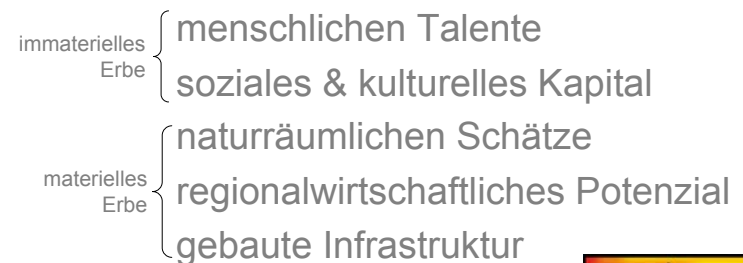 immaterielles
Erbe
menschlichen Talente
soziales & kulturelles Kapital
materielles
Erbe
naturräumlichen Schätze
regionalwirtschaftliches Potenzial
gebaute Infrastruktur